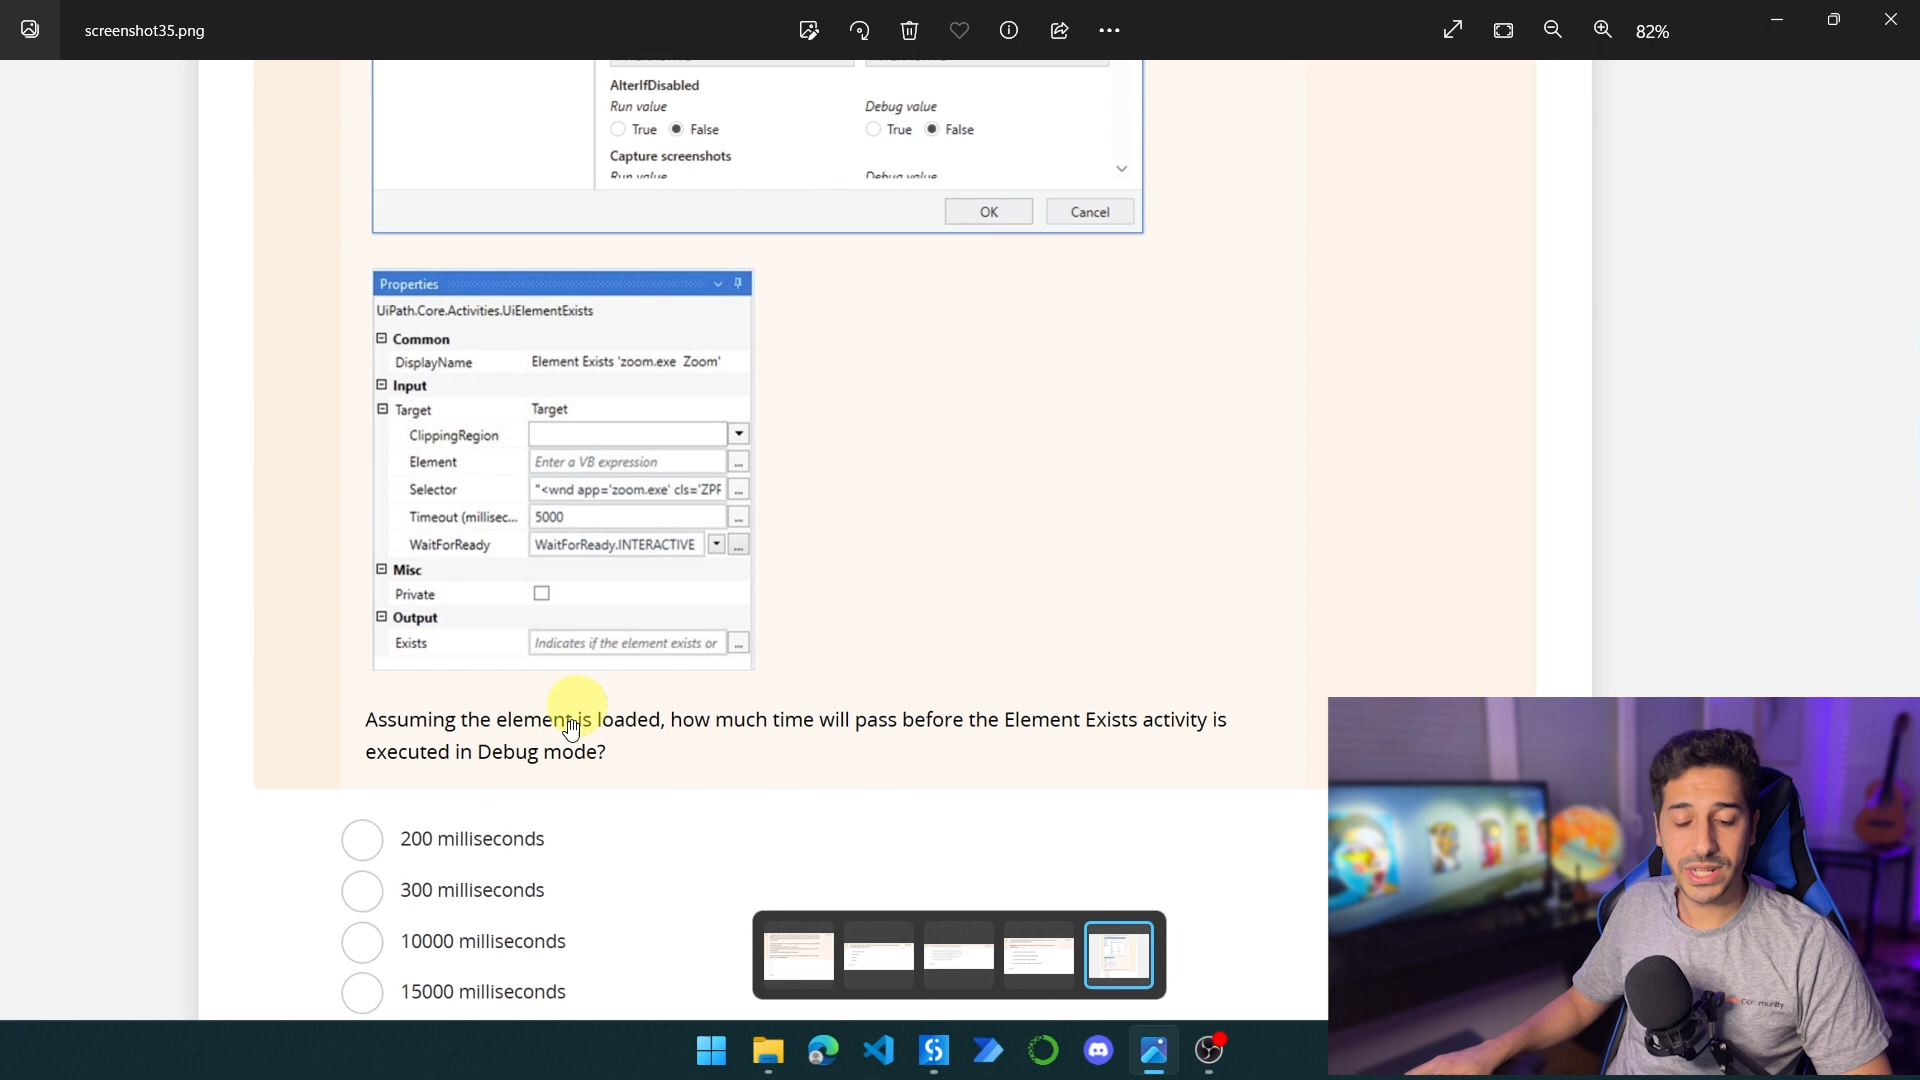 screenshot35.png
82%
AlterIfDisabled
Run value
Debug value
True
False
True
False
Capture screenshots
Run value
Debug value
OK
Cancel
Properties
UiPath.Core.Activities.UiElementExists
Common
DisplayName
Element Exists 'zoom.exe Zoom'
Input
Target
Target
ClippingRegion
Element
Enter a VB expression
...
Selector
"<wnd app='zoom.exe' cls='ZPF
...
Timeout (millisec...
5000
...
WaitForReady
WaitForReady.INTERACTIVE
...
Misc
Private
Output
Exists
Indicates if the element exists or
...
Assuming the element is loaded, how much time will pass before the Element Exists activity is
executed in Debug mode?
200 milliseconds
300 milliseconds
10000 milliseconds
15000 milliseconds